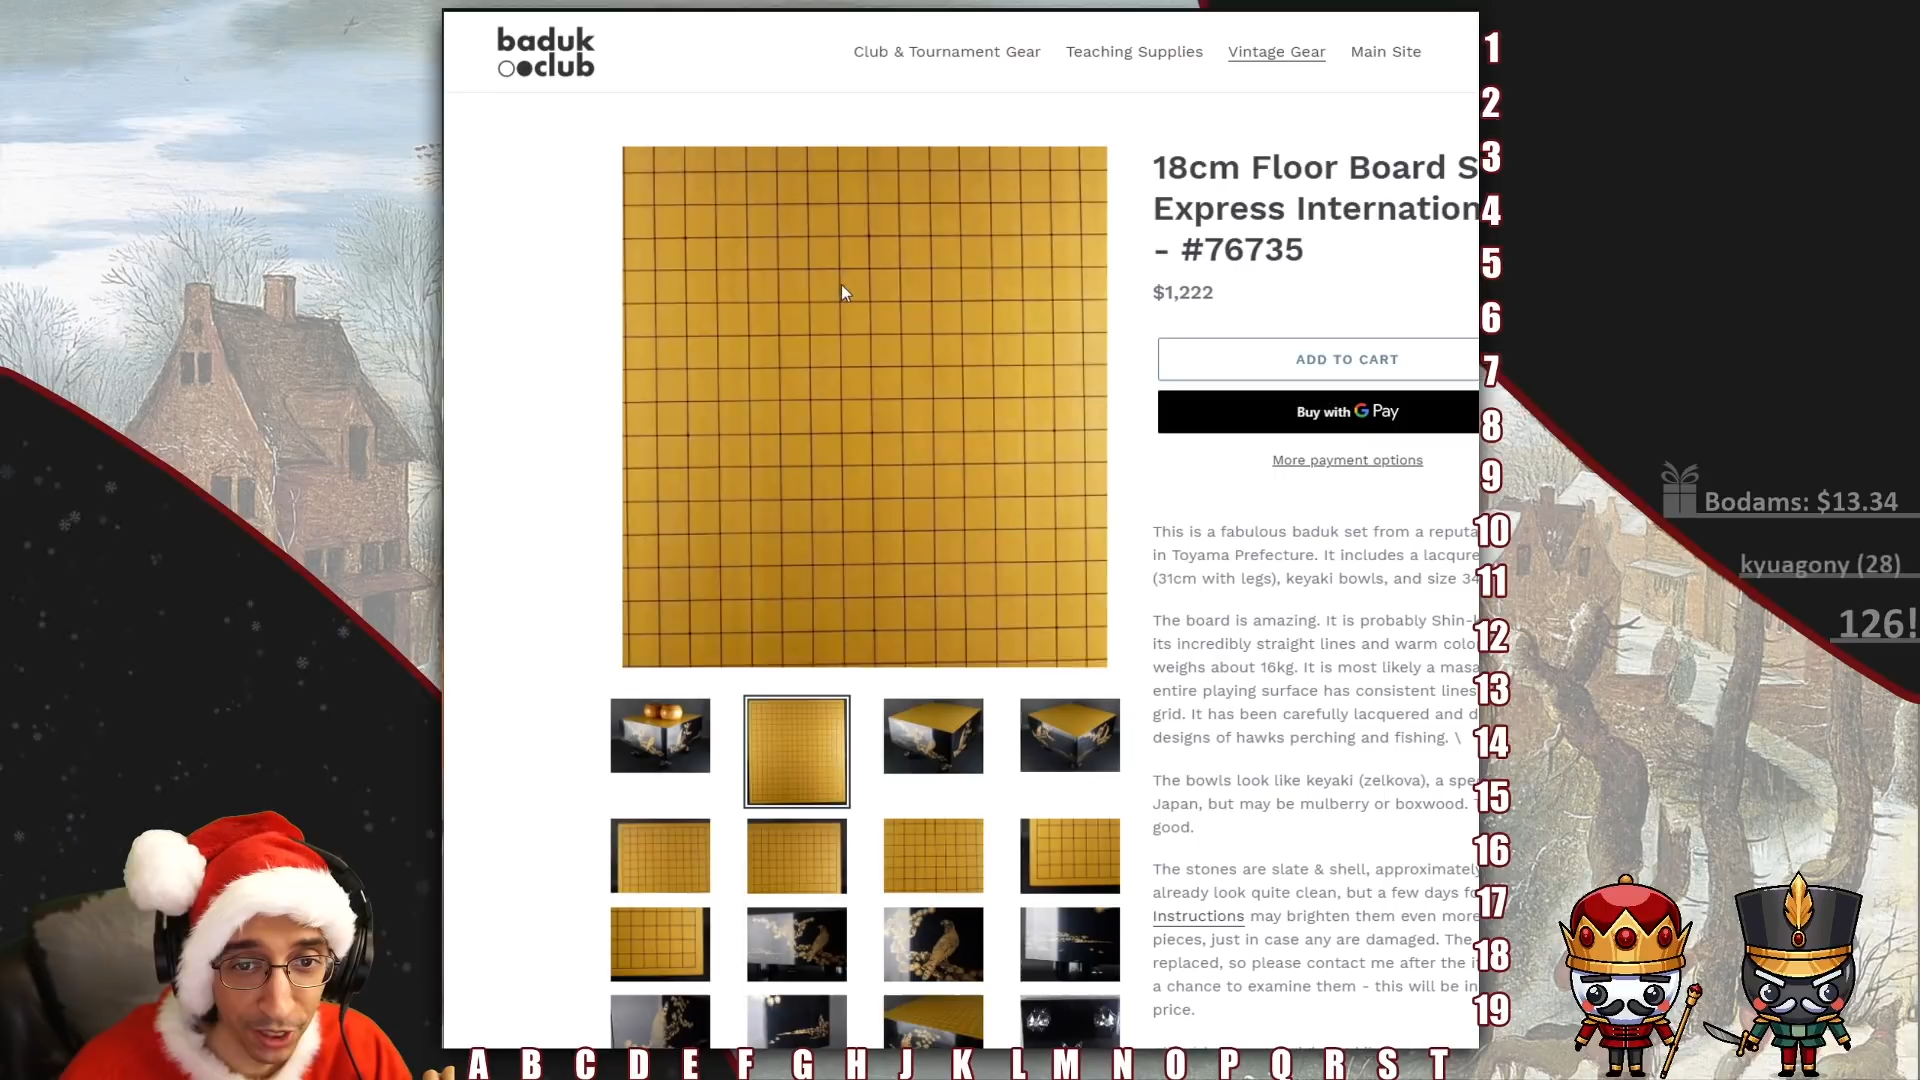 baduk
club
Club & Tournament Gear
Teaching Supplies
Vintage Gear
Main Site
18cm Floor Board S
Express Internation
- #76735
$1,222
ADD TO CART
Buy with G Pay
More payment options
This is a fabulous baduk set from a reputa
in Toyama Prefecture. It includes a lacqure
(31cm with legs), keyaki bowls, and size 34
The board is amazing. It is probably Shin-
its incredibly straight lines and warm colo
weighs about 16kg. It is most likely a masa
entire playing surface has consistent lines
grid. It has been carefully lacquered and d
designs of hawks perching and fishing. \
The bowls look like keyaki (zelkova), a spe
Japan, but may be mulberry or boxwood.
good.
The stones are slate & shell, approximately
already look quite clean, but a few days fo
Instructions may brighten them even more
pieces, just in case any are damaged. The
replaced, so please contact me after the i
a chance to examine them - this will be in
price.
1
2
3
4
5
6
7
8
9
10
11
12
13
14
15
16
17
18
19
A B C D E F G H J K L M N O P Q R S T
Bodams: $13.34
kyuagony (28)
126!